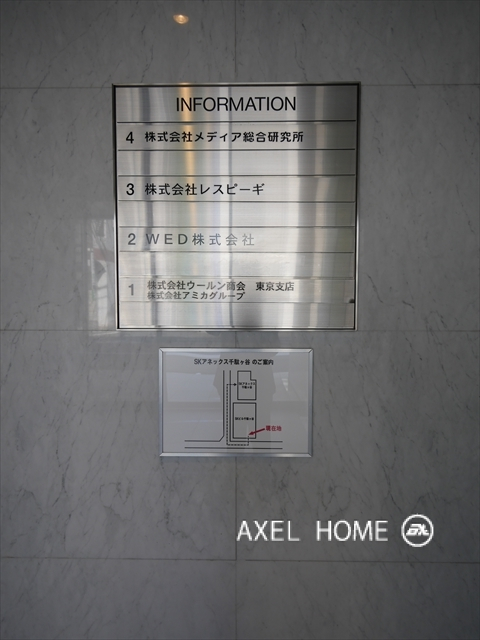 INFORMATION
4 株式会社メディア総合研究所
3 株式会社レスピーギ
2 WED株式会社
1 株式会社ウールン商会 東京支店
株式会社アミカグループ
SKアネックス千駄ヶ谷 のご案内
現在地
AXEL HOME